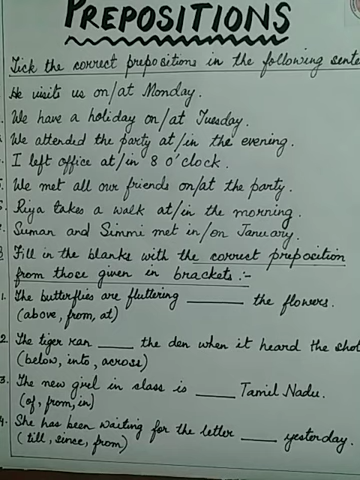 PREPOSITIONS
Tick the correct prepositions in the following
He visits us on/at Monday.
We have a holiday on/at Tuesday.
We attended the party at/in the evening.
I left office at/in 8 o'clock.
We met all our friends on/at the party.
Riya takes a walk at/in the morning.
Suman and Simmi met in/on January.
Fill in the blanks with the correct preposition
from those given in brackets:-
1. The butterflies are fluttering ______ the flowers.
(above, from, at)
2. The tiger ran ____ the den when it heard the shot
(below, into, across)
3. The new girl in class is ____ Tamil Nadu.
(of, from, in)
4. She has been waiting for the letter ____ yesterday.
(till, since, from)